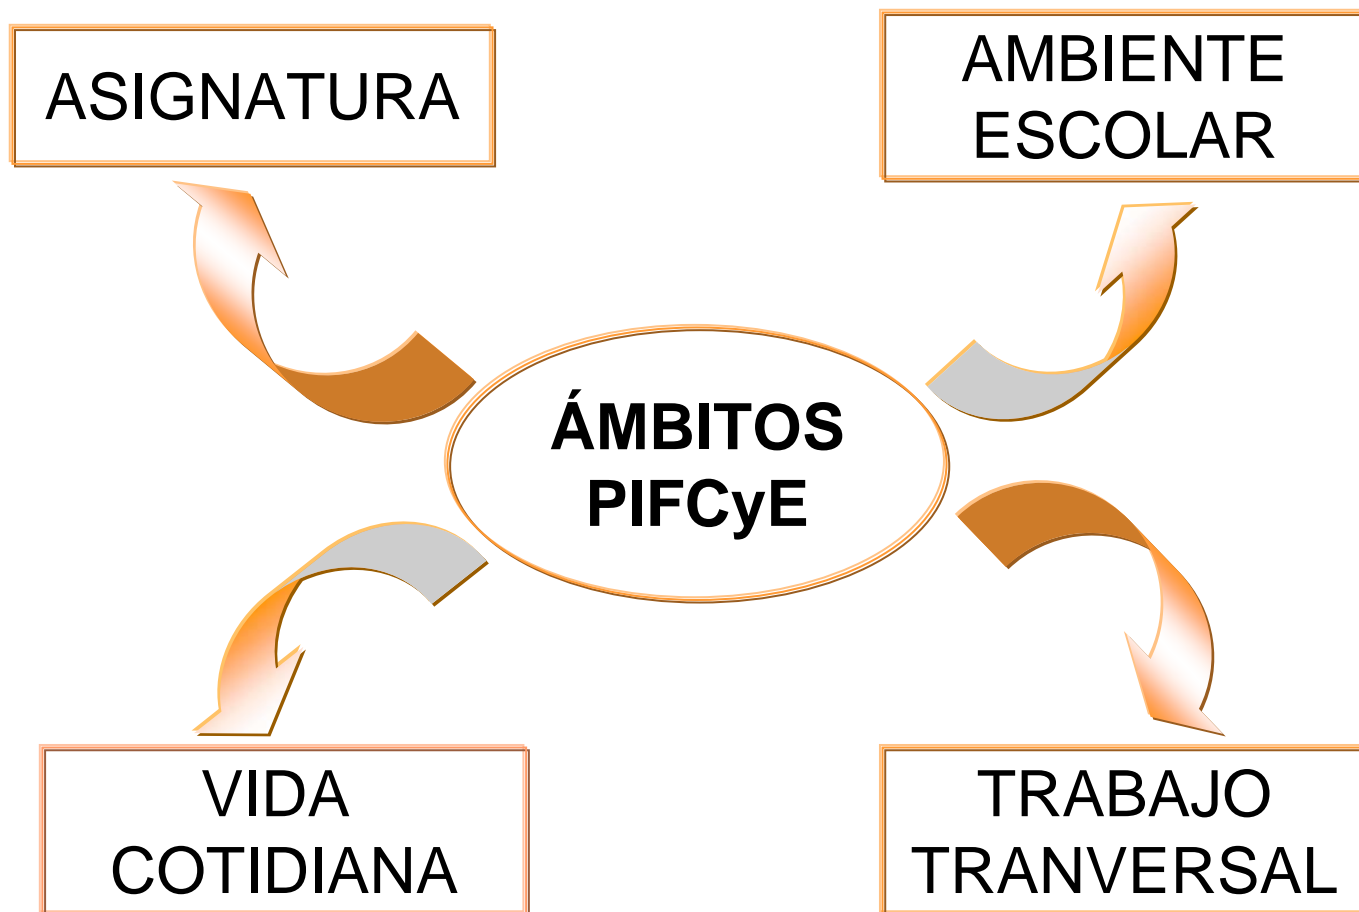 ASIGNATURA
AMBIENTE
ESCOLAR
ÁMBITOS
PIFCyE
VIDA
COTIDIANA
TRABAJO
TRANVERSAL